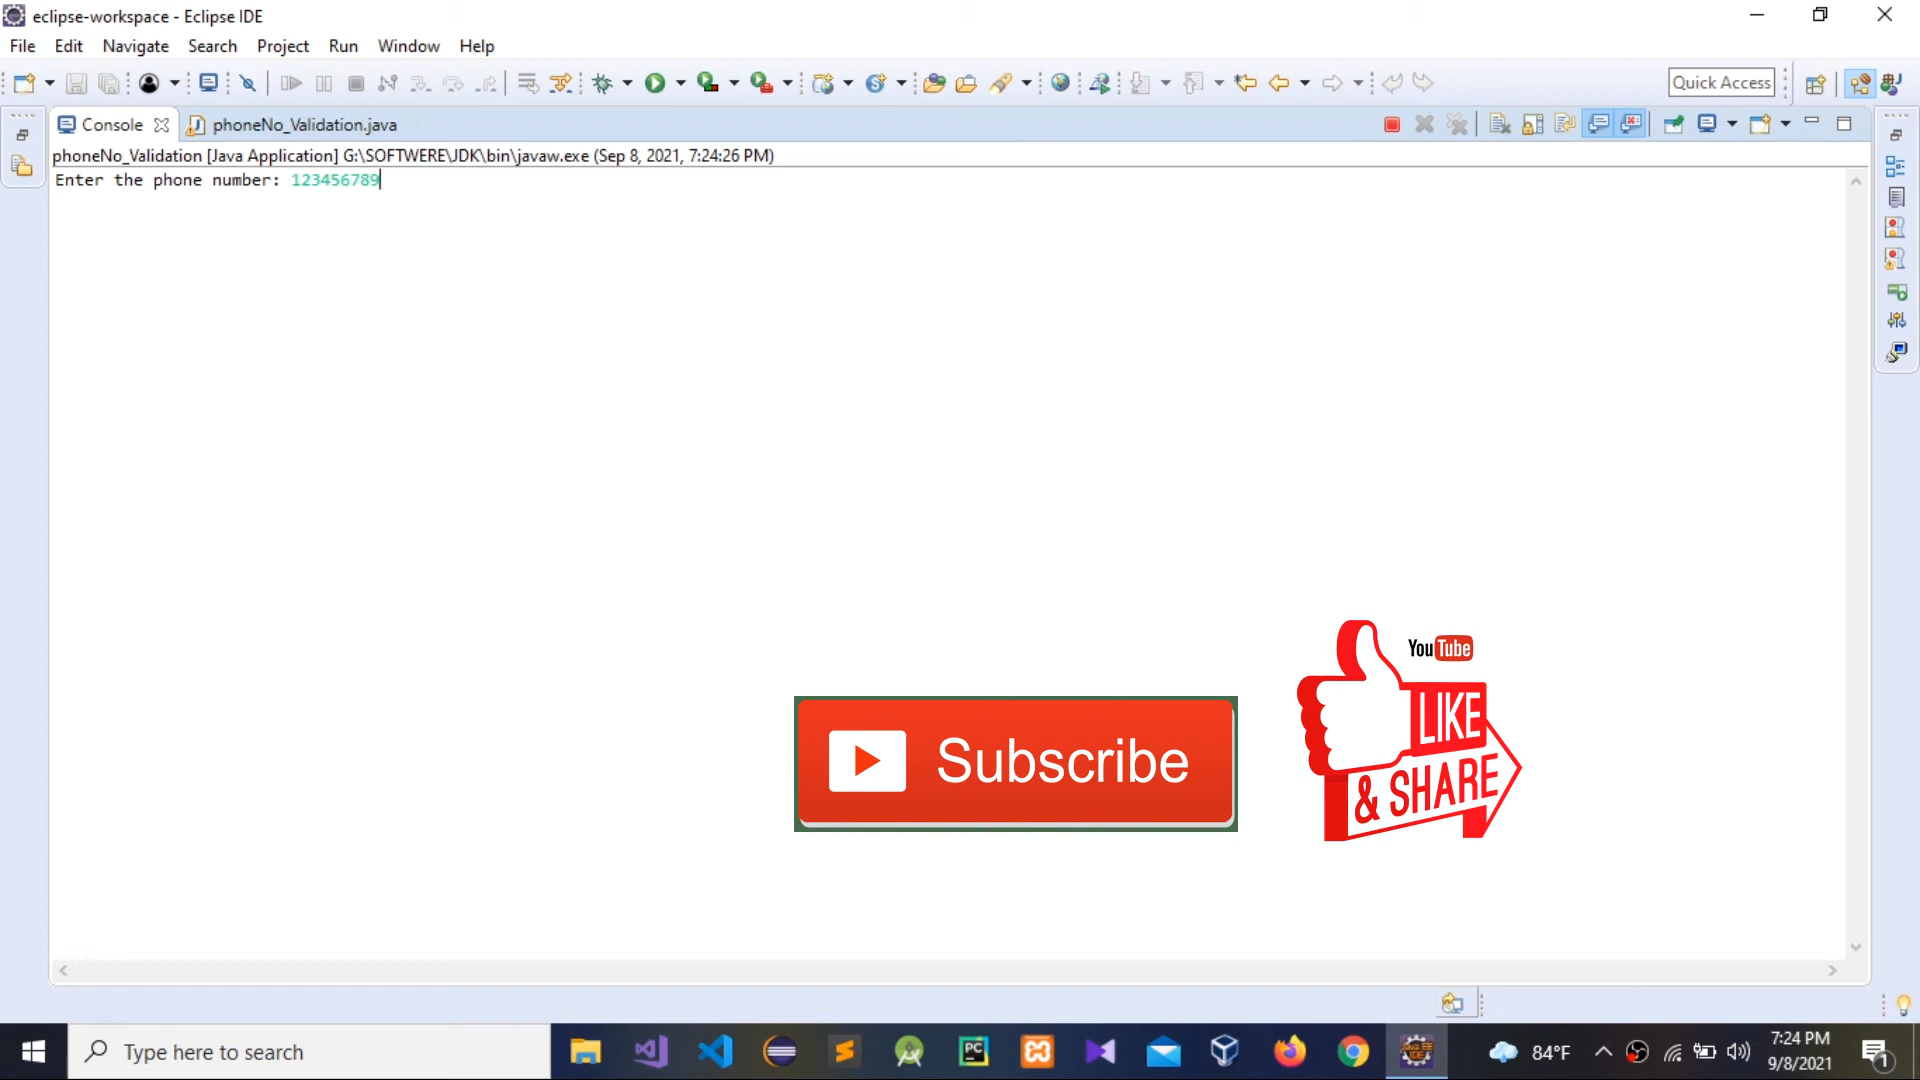 eclipse-workspace - Eclipse IDE
File Edit Navigate Search Project Run Window Help
Quick Access
Console phoneNo_Validation.java
phoneNo_Validation [Java Application] G:\SOFTWERE\JDK\bin\javaw.exe (Sep 8, 2021, 7:24:26 PM)
Enter the phone number: 123456789
YouTube
LIKE
& SHARE
Subscribe
Type here to search
PC
84°F
7:24 PM
9/8/2021
1